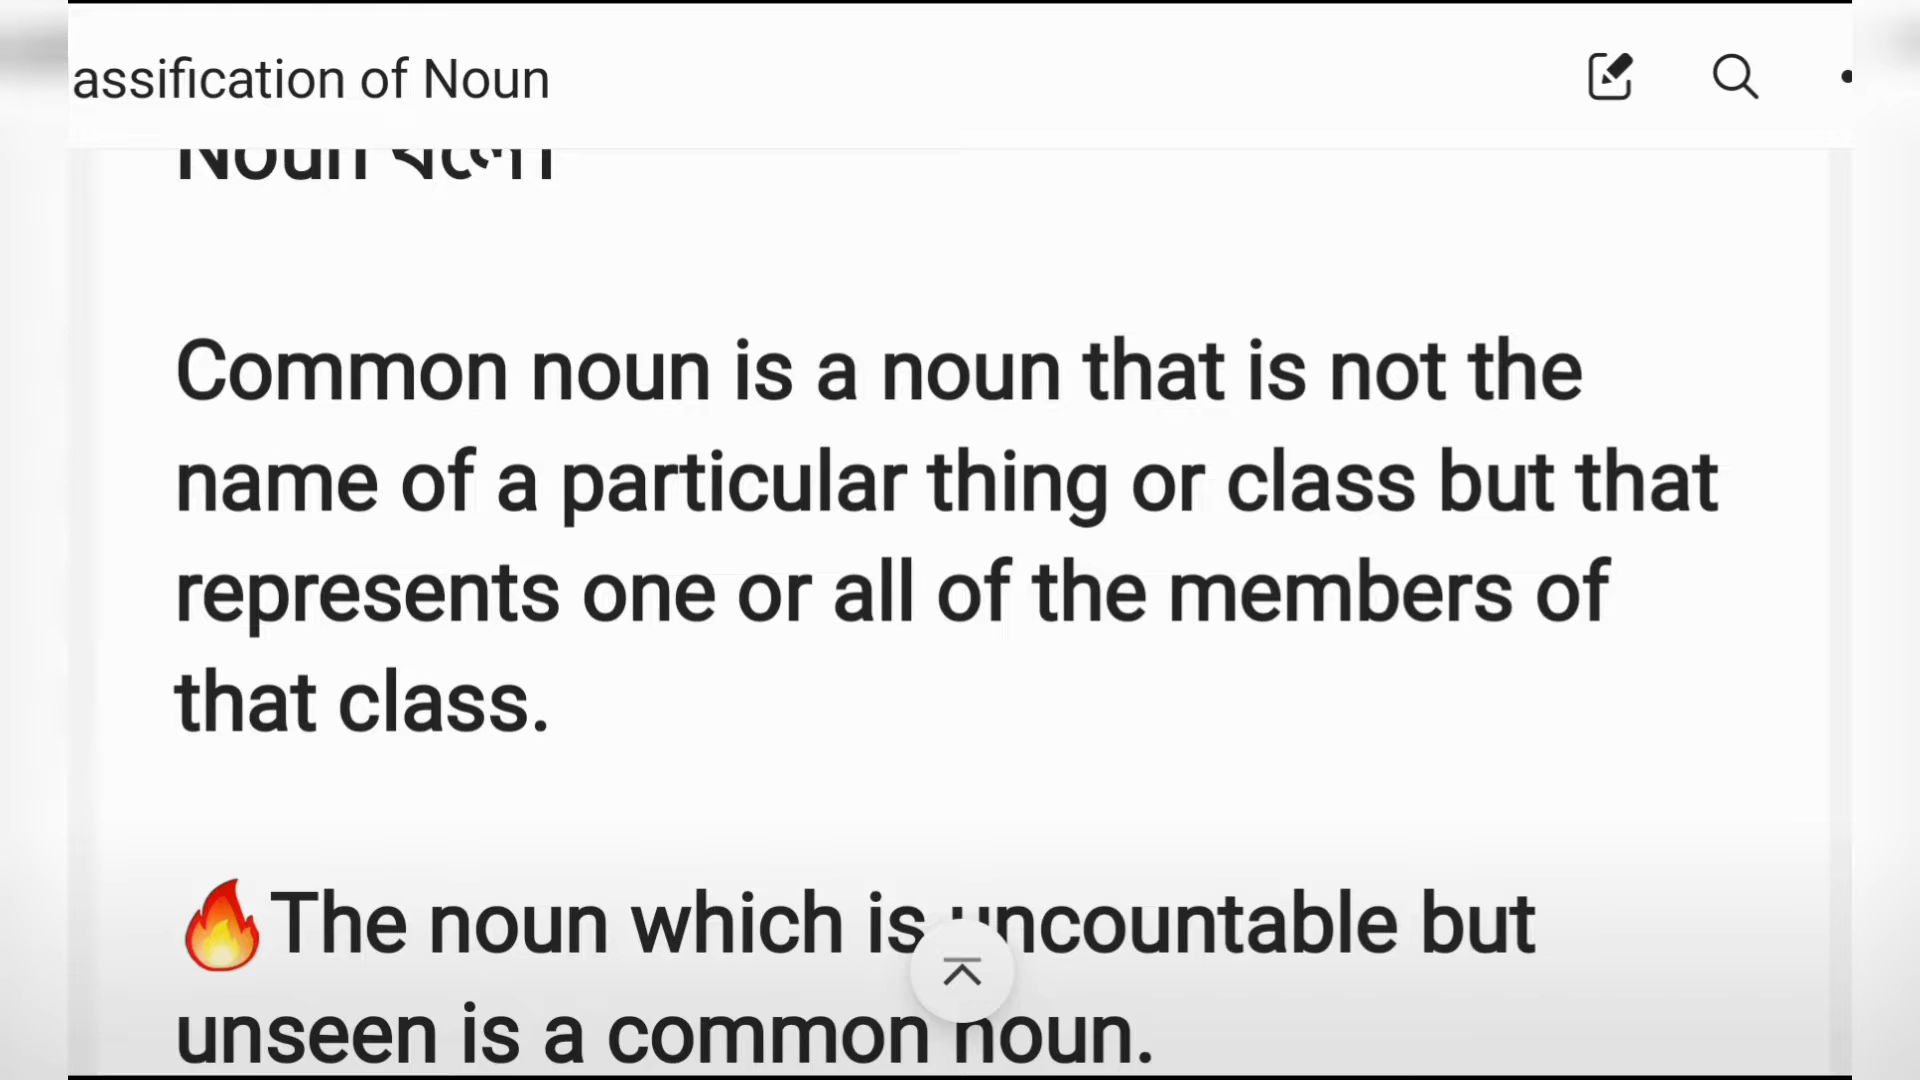 assification of Noun
Noun বলে।
Common noun is a noun that is not the
name of a particular thing or class but that
represents one or all of the members of
that class.
🔥The noun which is uncountable but
unseen is a common noun.